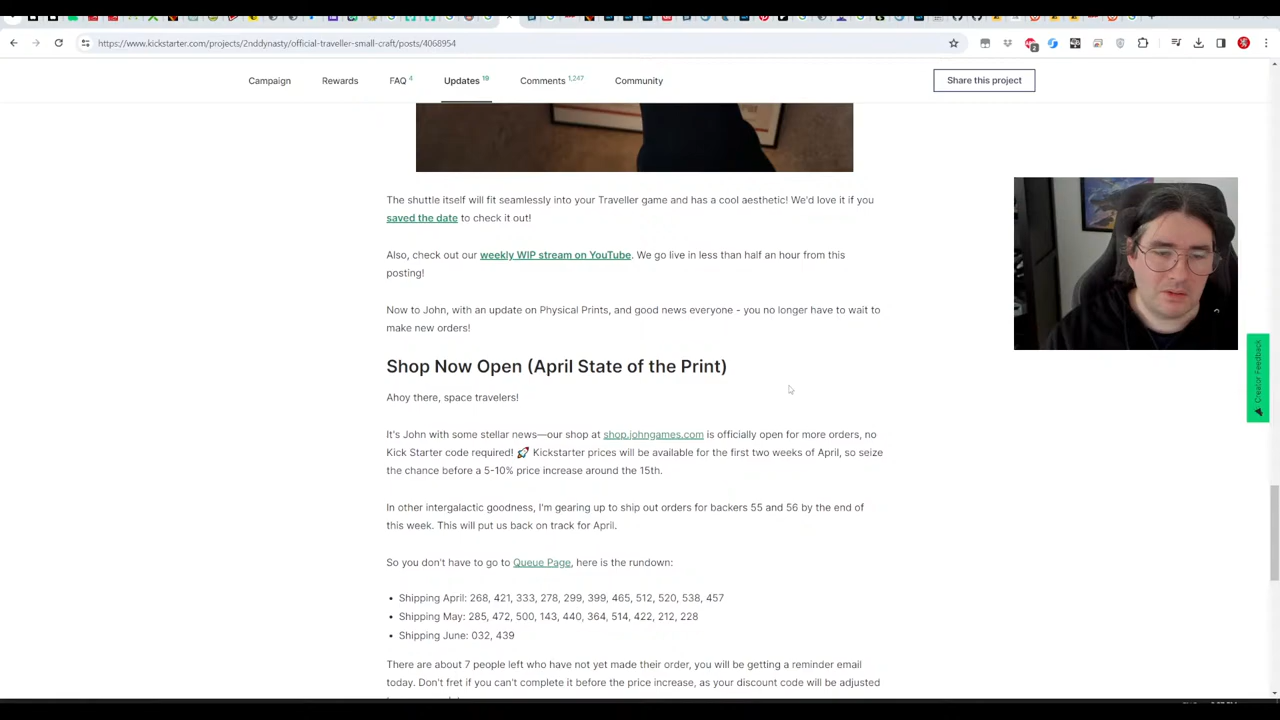 https://www.kickstarter.com/projects/2nddynasty/official-traveller-small-craft/posts/4068954
Campaign Rewards FAQ 4 Updates 19 Comments 1,247 Community Share this project
The shuttle itself will fit seamlessly into your Traveller game and has a cool aesthetic! We'd love it if you
saved the date to check it out!
Also, check out our weekly WIP stream on YouTube. We go live in less than half an hour from this
posting!
Now to John, with an update on Physical Prints, and good news everyone - you no longer have to wait to
make new orders!
Shop Now Open (April State of the Print)
Ahoy there, space travelers!
It's John with some stellar news—our shop at shop.johngames.com is officially open for more orders, no
Kick Starter code required! 🚀 Kickstarter prices will be available for the first two weeks of April, so seize
the chance before a 5-10% price increase around the 15th.
In other intergalactic goodness, I'm gearing up to ship out orders for backers 55 and 56 by the end of
this week. This will put us back on track for April.
So you don't have to go to Queue Page, here is the rundown:
• Shipping April: 268, 421, 333, 278, 299, 399, 465, 512, 520, 538, 457
• Shipping May: 285, 472, 500, 143, 440, 364, 514, 422, 212, 228
• Shipping June: 032, 439
There are about 7 people left who have not yet made their order, you will be getting a reminder email
today. Don't fret if you can't complete it before the price increase, as your discount code will be adjusted
Creator Feedback